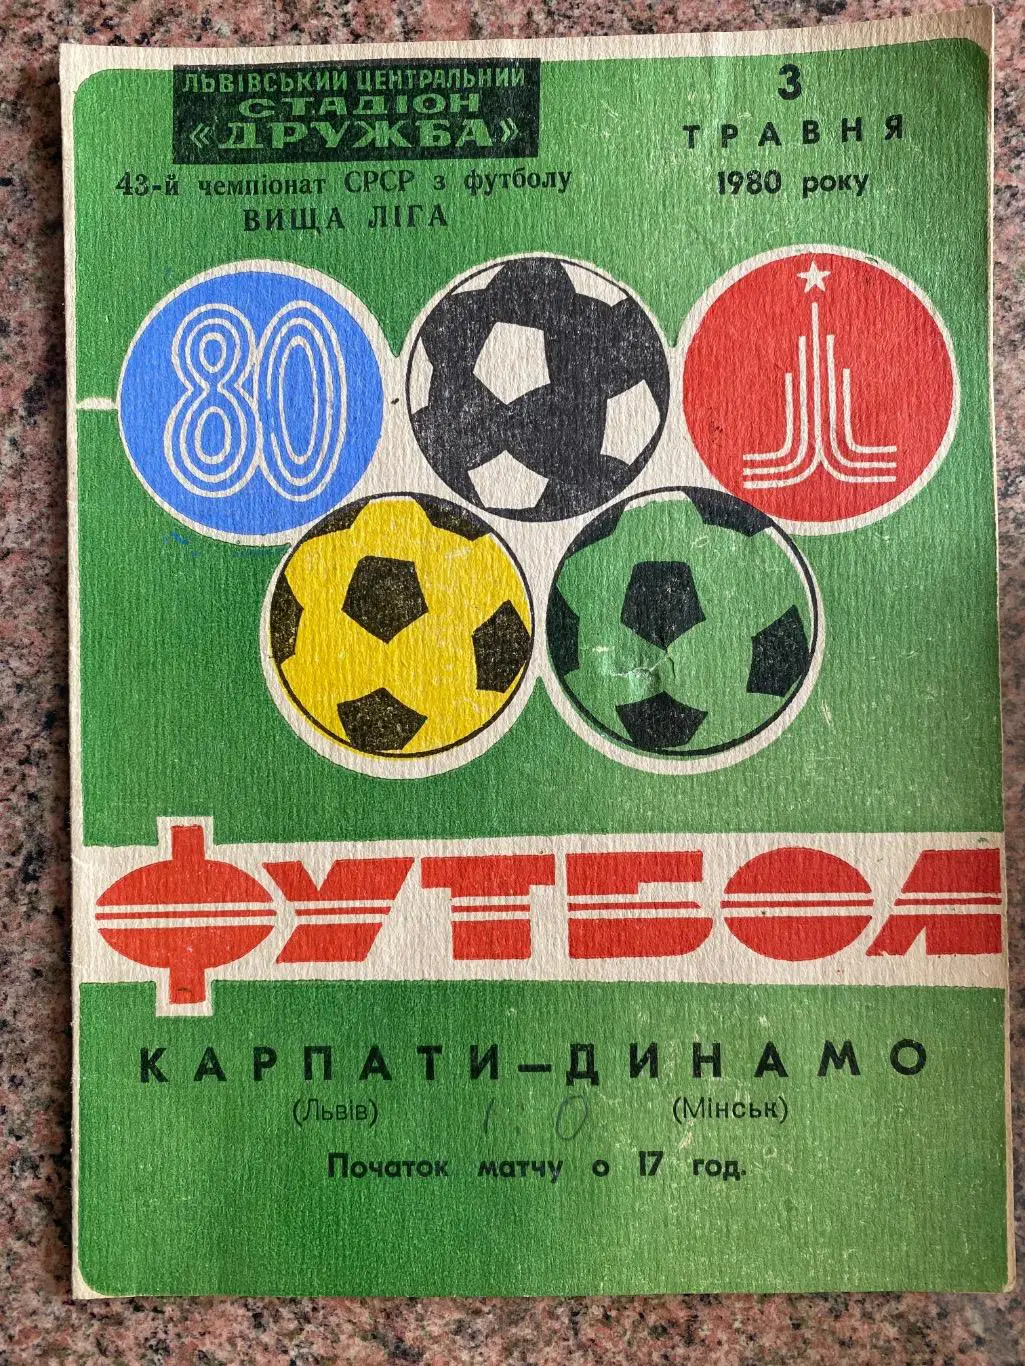 ЛЬВІВСЬКИЙ ЦЕНТРАЛЬНИЙ
СТАДІОН
«ДРУЖБА»
43-й чемпіонат СРСР з футболу
ВИЩА ЛІГА
3
ТРАВНЯ
1980 року
80
ФУТБОЛ
КАРПАТИ—ДИНАМО
(Львів) 1:0 (Мінськ)
Початок матчу о 17 год.